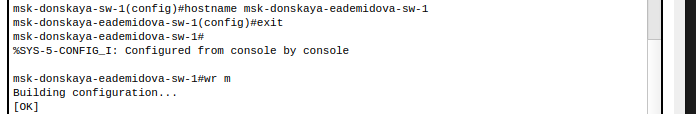 msk-donskaya-sw-1(config)#hostname msk-donskaya-eademidova-sw-1
msk-donskaya-eademidova-sw-1(config)#exit
msk-donskaya-eademidova-sw-1#
%SYS-5-CONFIG_I: Configured from console by console
msk-donskaya-eademidova-sw-1#wr m
Building configuration...
[OK]